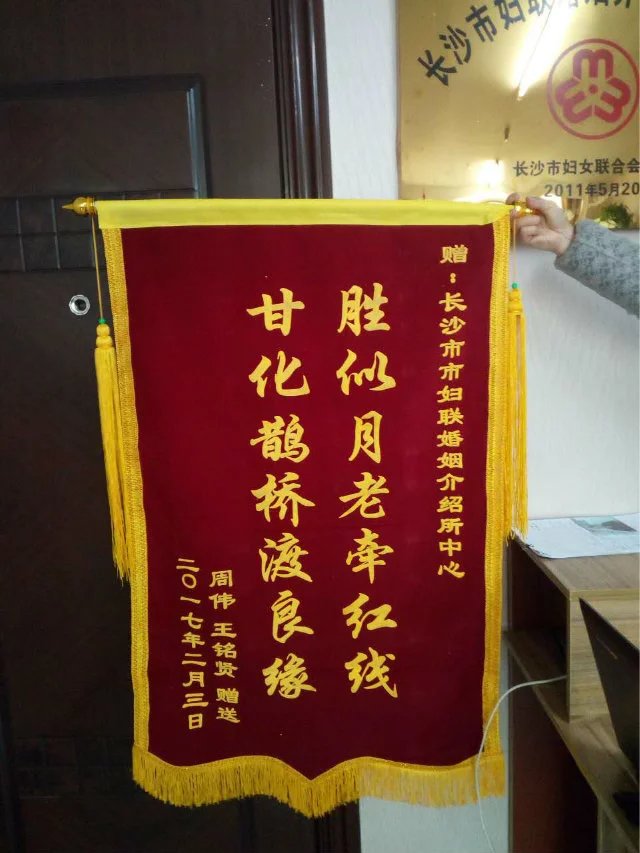 赠：长沙市市妇联婚姻介绍所中心
胜似月老牵红线
甘化鹊桥渡良缘
周伟 王铭贤 赠送
二〇一七年二月三日
长沙市妇联婚
长沙市妇女联合会
2011年5月20